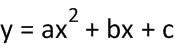 y = ax² + bx + c